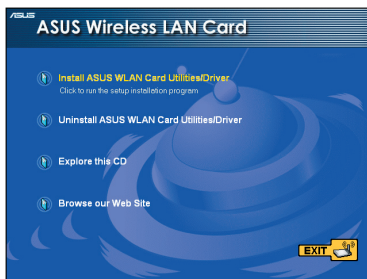 ASUS
ASUS Wireless LAN Card
Install ASUS WLAN Card Utilities/Driver
Click to run the setup installation program
Uninstall ASUS WLAN Card Utilities/Driver
Explore this CD
Browse our Web Site
EXIT